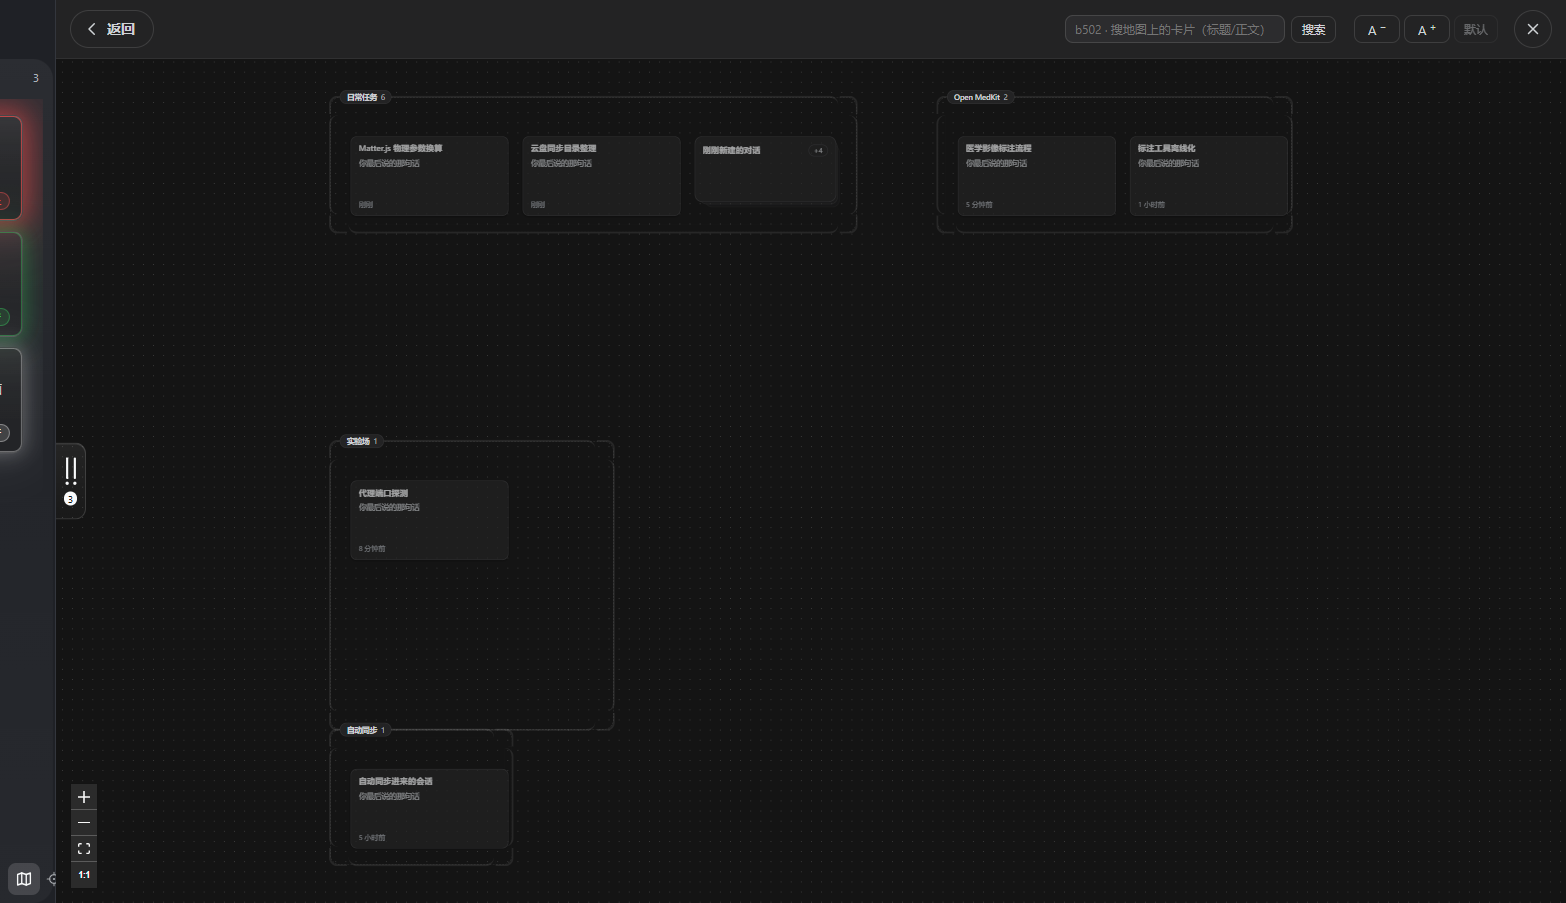 返回
b502 · 搜地图上的卡片（标题/正文）
搜索
A⁻
A⁺
默认
3
日常任务 6
Matter.js 物理参数换算
你最后说的那句话
刚刚
云盘同步目录整理
你最后说的那句话
刚刚
刚刚新建的对话
+4
Open MedKit 2
医学影像标注流程
你最后说的那句话
5 分钟前
标注工具离线化
你最后说的那句话
1 小时前
实验场 1
代理端口探测
你最后说的那句话
8 分钟前
3
自动同步 1
自动同步进来的会话
你最后说的那句话
5 小时前
1:1